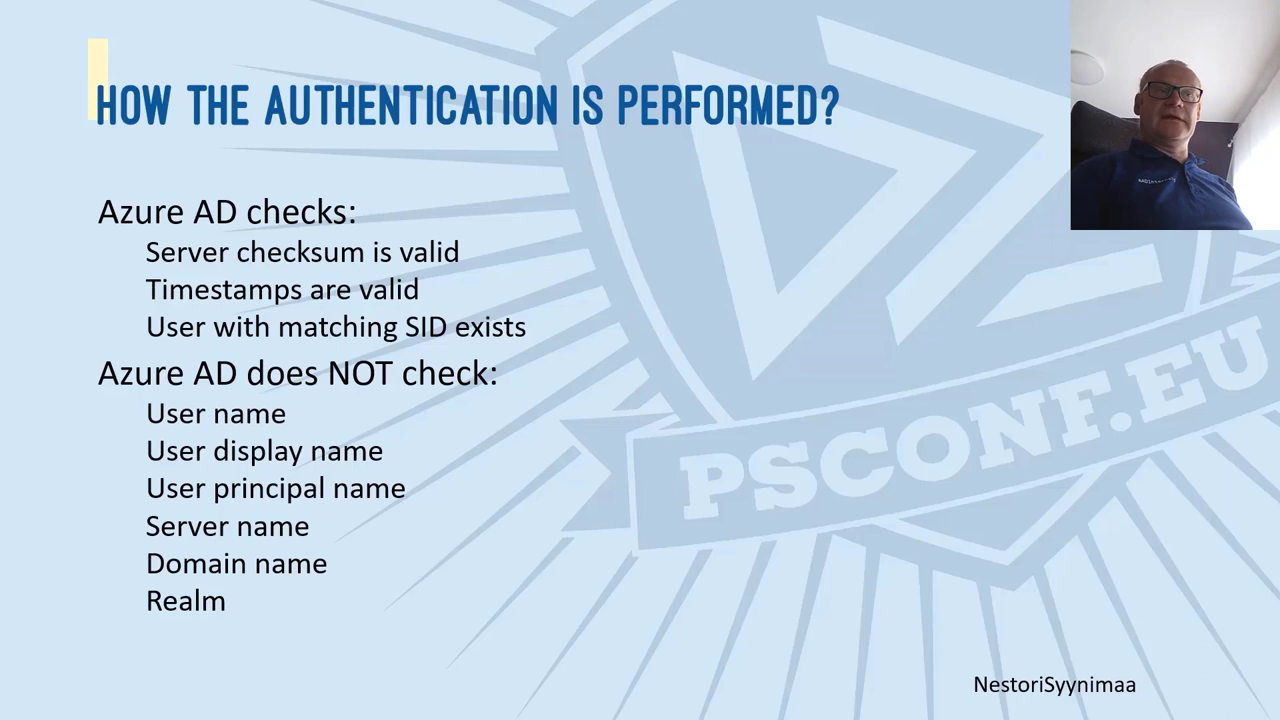 HOW THE AUTHENTICATION IS PERFORMED?
Azure AD checks:
Server checksum is valid
Timestamps are valid
User with matching SID exists
Azure AD does NOT check:
User name
User display name
User principal name
Server name
Domain name
Realm
PSCONF.EU
NestoriSyynimaa